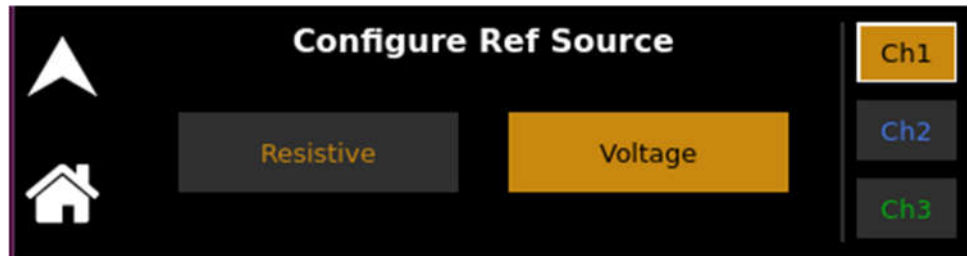 Configure Ref Source
Resistive
Voltage
Ch1
Ch2
Ch3